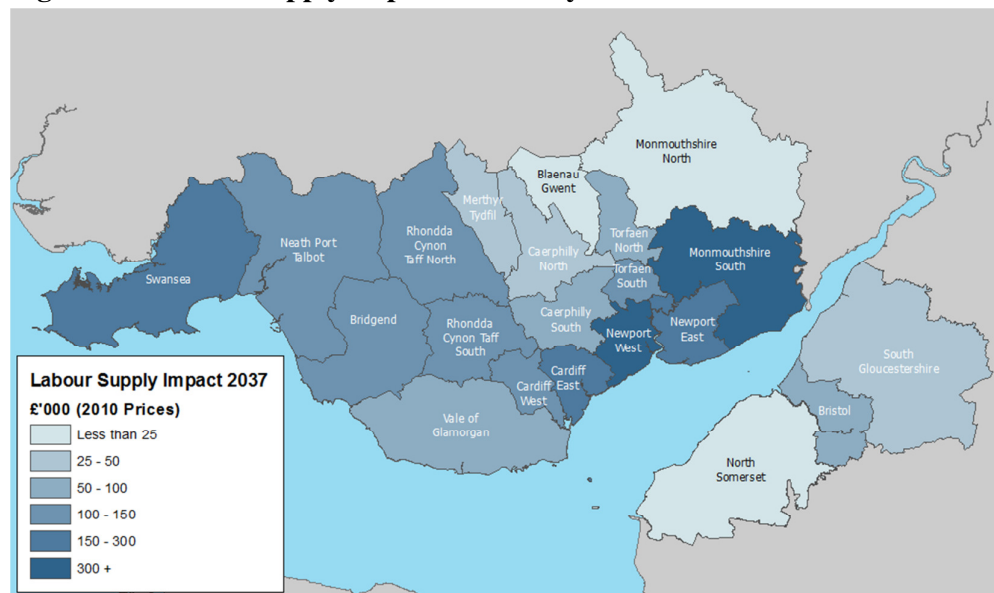 Monmouthshire
North
Blaenau
Gwent
Merthyr
Tydfil
Rhondda
Cynon
Taff North
Neath Port
Talbot
Torfaen
North
Caerphilly
North
Monmouthshire
South
Torfaen
South
Swansea
Bridgend
Caerphilly
South
Newport
West
Newport
East
Rhondda
Cynon Taff
South
South
Gloucestershire
Cardiff
East
Cardiff
West
Bristol
Vale of
Glamorgan
North
Somerset
Labour Supply Impact 2037
£'000 (2010 Prices)
Less than 25
25 - 50
50 - 100
100 - 150
150 - 300
300 +